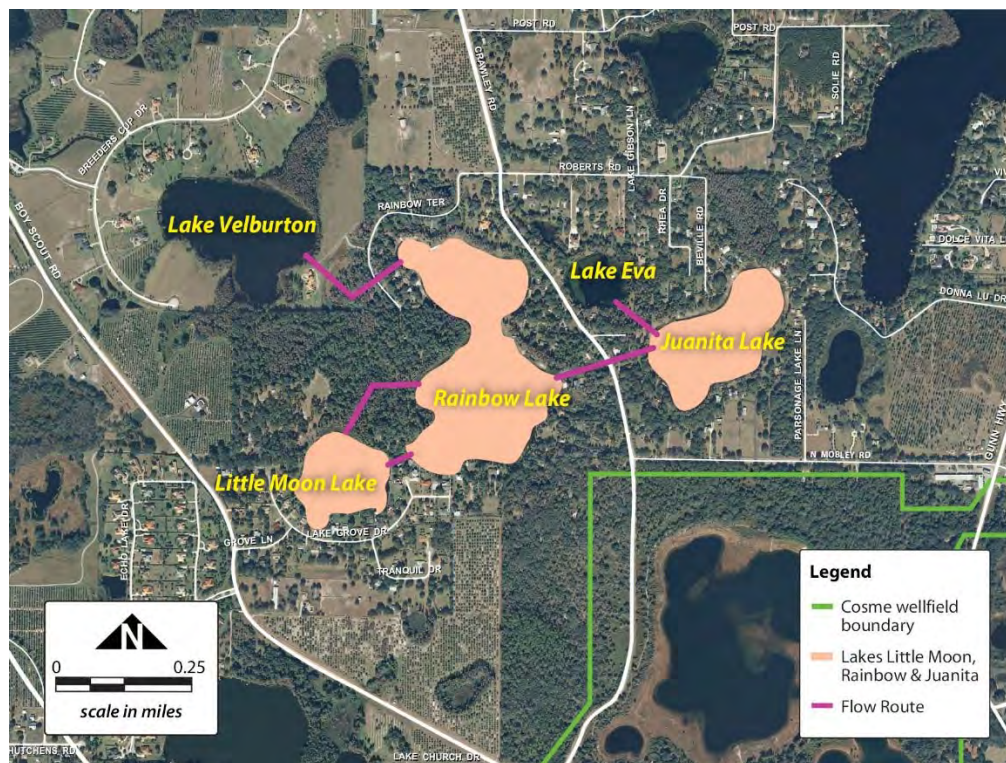 POST RD
POST RD
CRAWLEY RD
SOLIE RD
BREEDERS CUP DR
LAKE GIBSON LN
ROBERTS RD
RAINBOW TER
RHEA DR
BEVILLE RD
VIV
BOY SCOUT RD
Lake Velburton
DOLCE VITA L
Lake Eva
DONNA LU DR
Juanita Lake
PARSONAGE LAKE LN
Rainbow Lake
GUNN HWY
N MOBLEY RD
Little Moon Lake
ECHO LAKE DR
LAKE GROVE DR
GROVE LN
TRANQUIL DR
Legend
Cosme wellfield
boundary
Lakes Little Moon,
Rainbow & Juanita
Flow Route
N
0 0.25
scale in miles
HUTCHENS RD
LAKE CHURCH DR